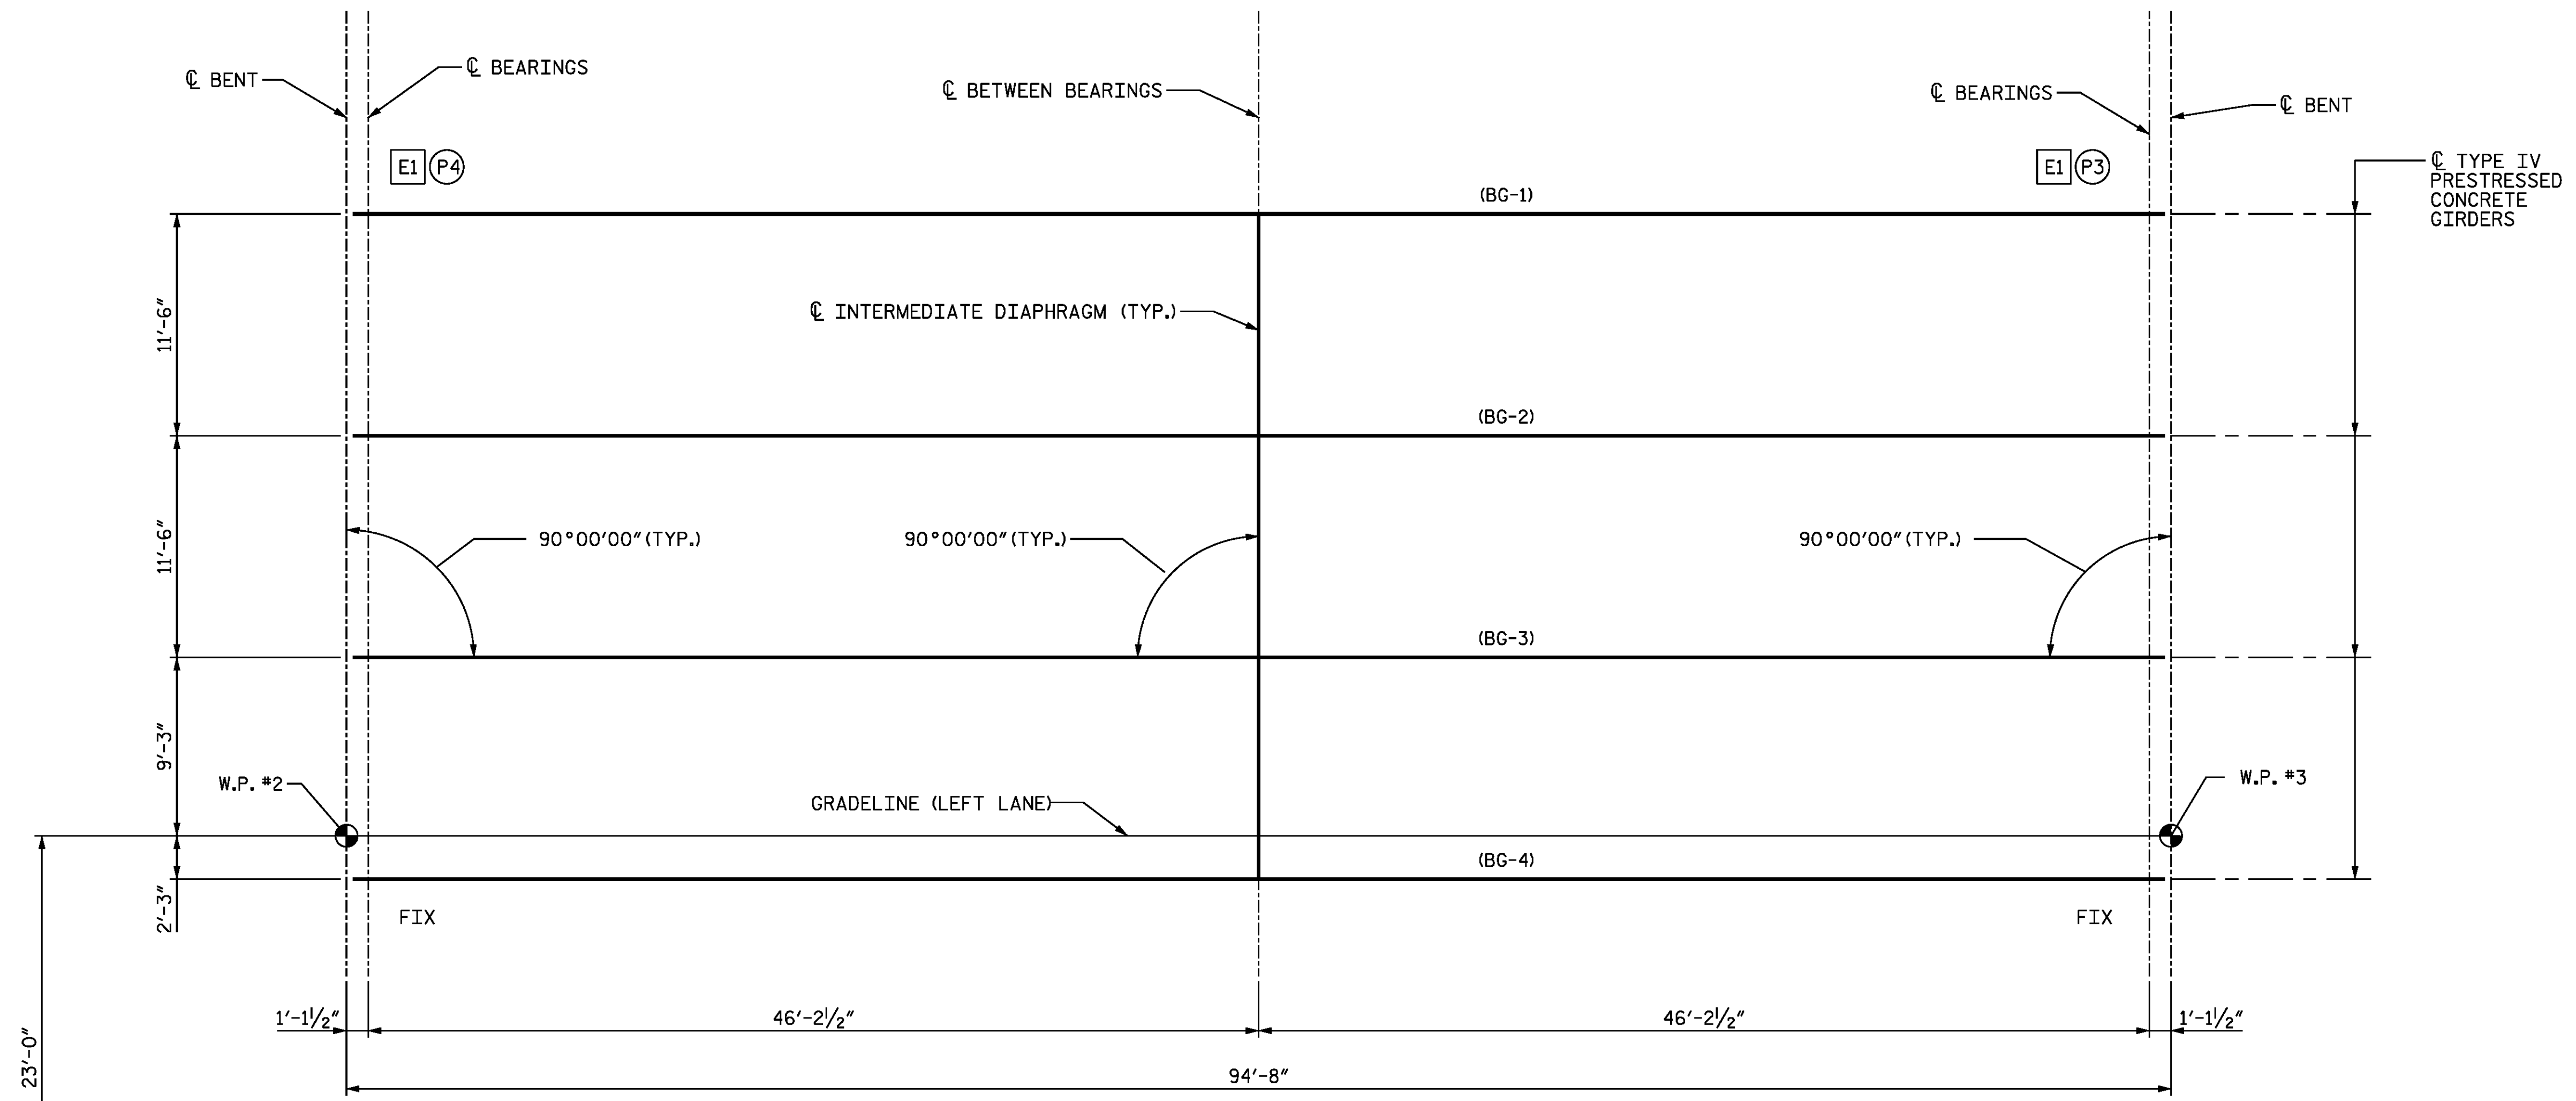 ℄ BENT
℄ BEARINGS
℄ BETWEEN BEARINGS
℄ BEARINGS
℄ BENT
E1 P4
E1 P3
℄ TYPE IV
PRESTRESSED
CONCRETE
GIRDERS
(BG-1)
11'-6"
℄ INTERMEDIATE DIAPHRAGM (TYP.)
(BG-2)
11'-6"
90°00'00" (TYP.)
90°00'00" (TYP.)
90°00'00" (TYP.)
(BG-3)
9'-3"
W.P. #2
GRADELINE (LEFT LANE)
W.P. #3
(BG-4)
2'-3"
FIX
FIX
1'-1½"
46'-2½"
46'-2½"
1'-1½"
23'-0"
94'-8"